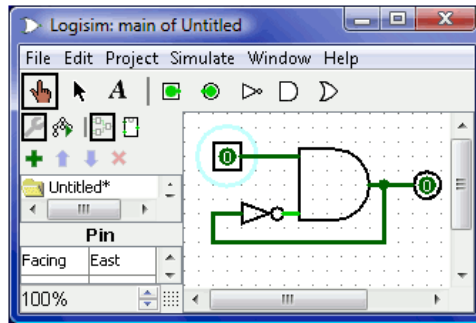 Logisim: main of Untitled
File Edit Project Simulate Window Help
A
Untitled*
0
0
Pin
Facing East
100%